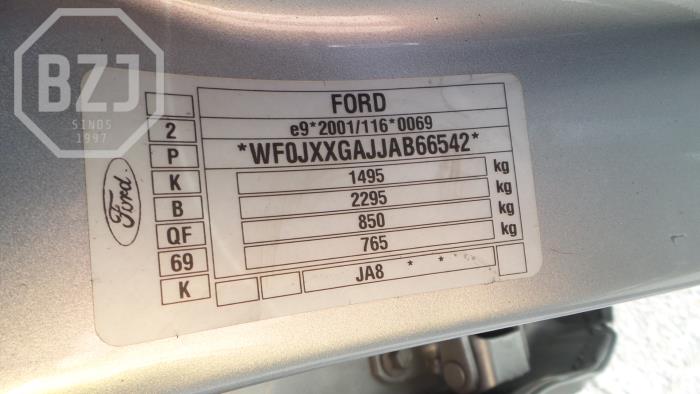 BZJ
SINDS
1997
Ford
2
P
K
B
QF
69
K
FORD
e9*2001/116*0069
*WF0JXXGAJJAB66542*
1495 kg
2295 kg
850 kg
765 kg
JA8 * *